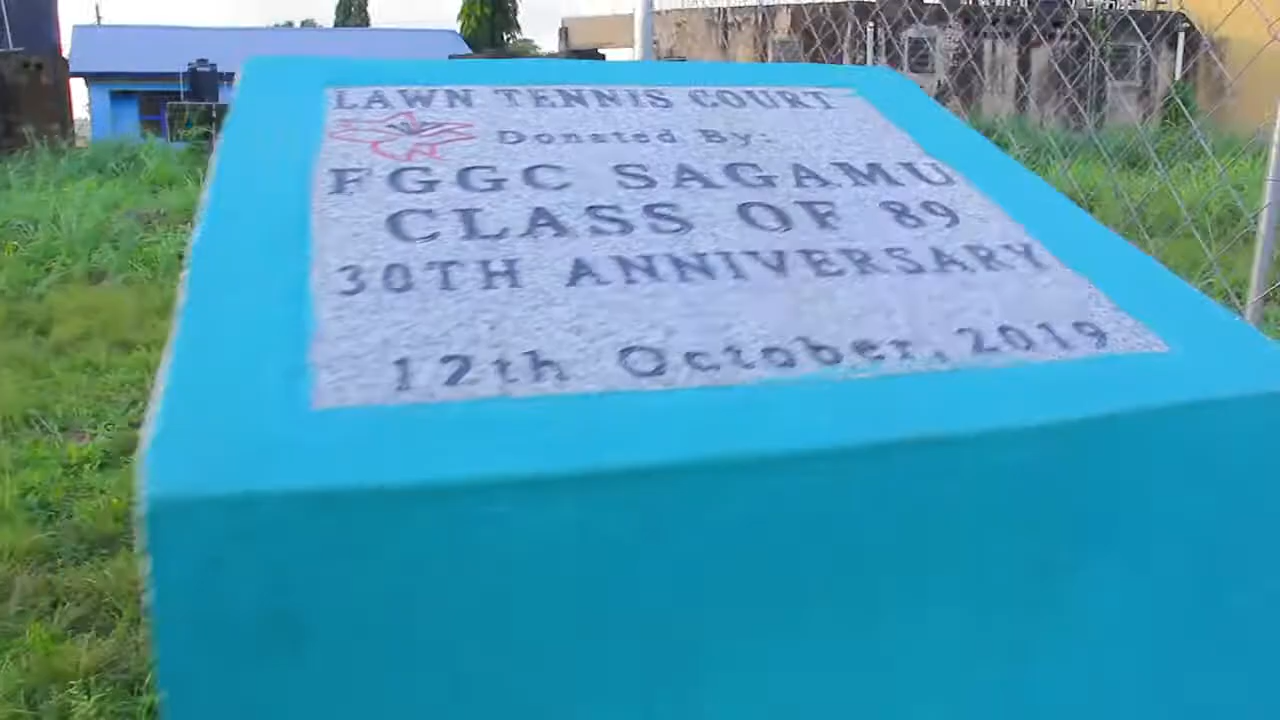 LAWN TENNIS COURT
Donated By:
FGGC SAGAMU
CLASS OF 89
30TH ANNIVERSARY
12th October, 2019